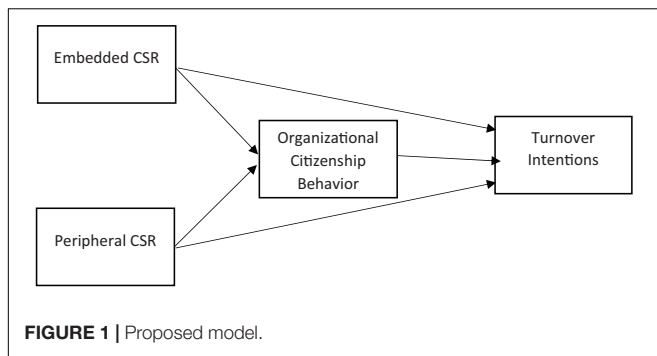 Embedded CSR
Organizational
Citizenship
Behavior
Turnover
Intentions
Peripheral CSR
FIGURE 1 | Proposed model.